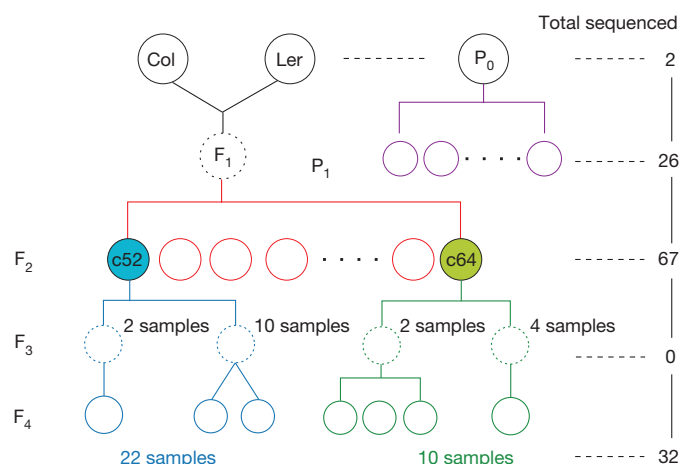 Total sequenced
Col Ler P₀ 2
F₁ P₁ 26
F₂ c52 c64 67
2 samples 10 samples 2 samples 4 samples
F₃ 0
F₄
22 samples 10 samples 32